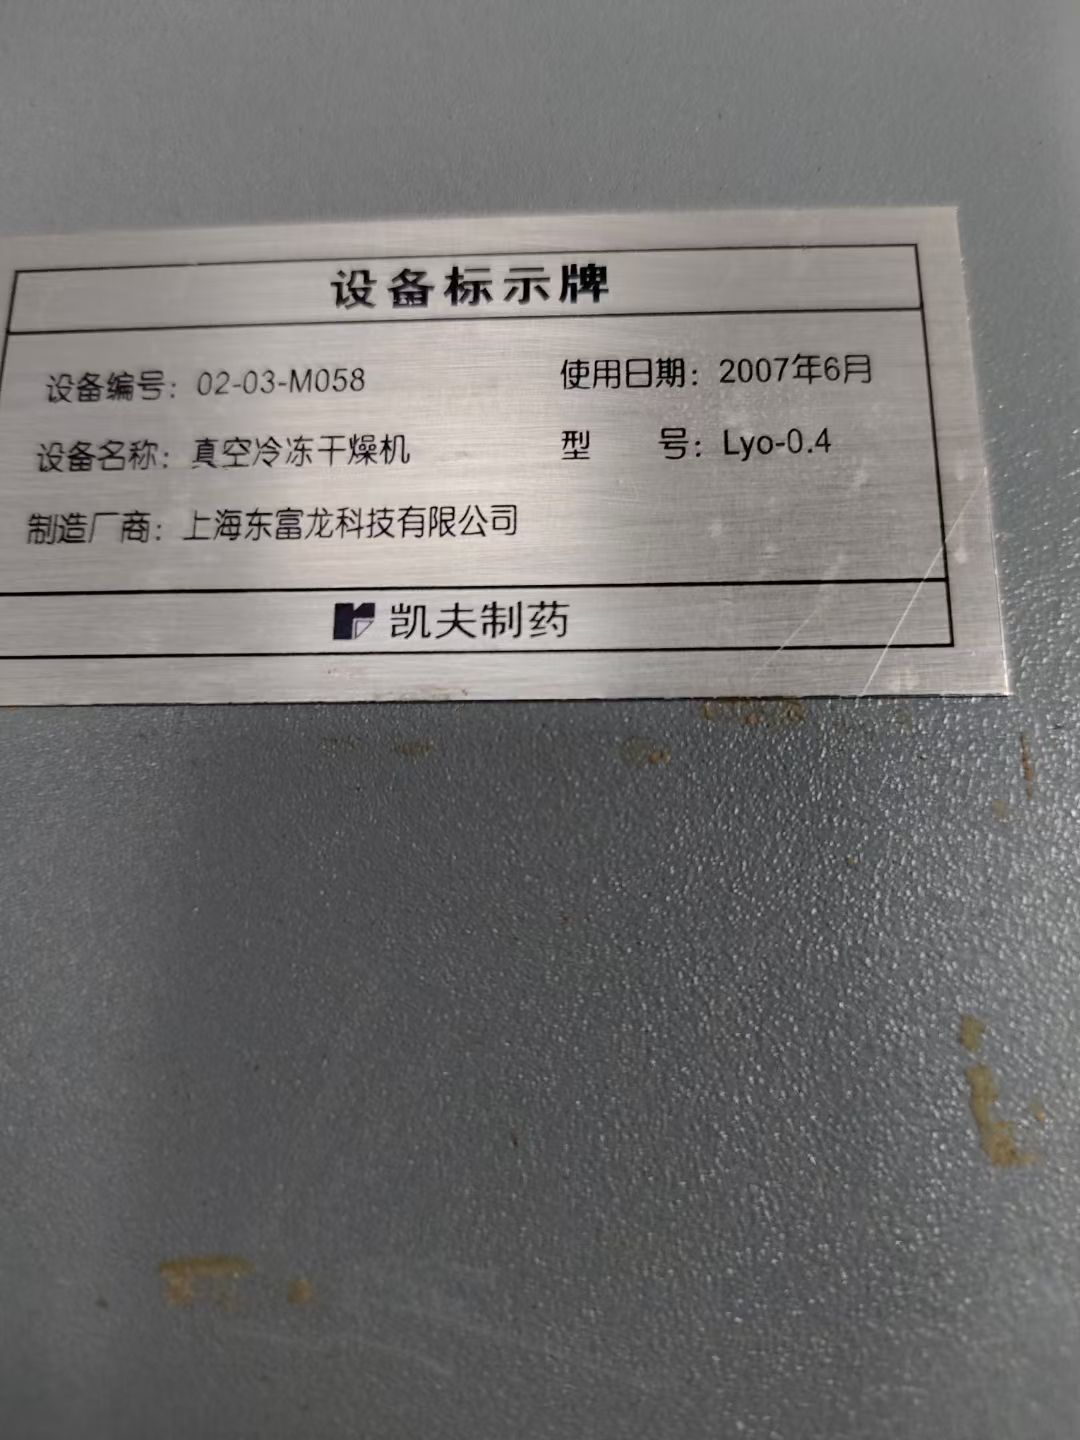 设备标示牌
设备编号：02-03-M058 使用日期：2007年6月
设备名称：真空冷冻干燥机 型 号：Lyo-0.4
制造厂商：上海东富龙科技有限公司
凯夫制药